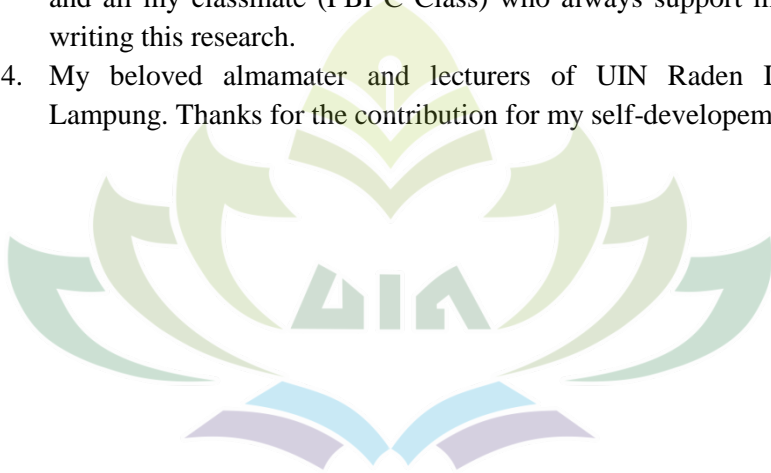 and all my classmate (PBI C Class) who always support
writing this research.
4. My beloved almamater and lecturers of UIN Raden
Lampung. Thanks for the contribution for my self-developem
UIN